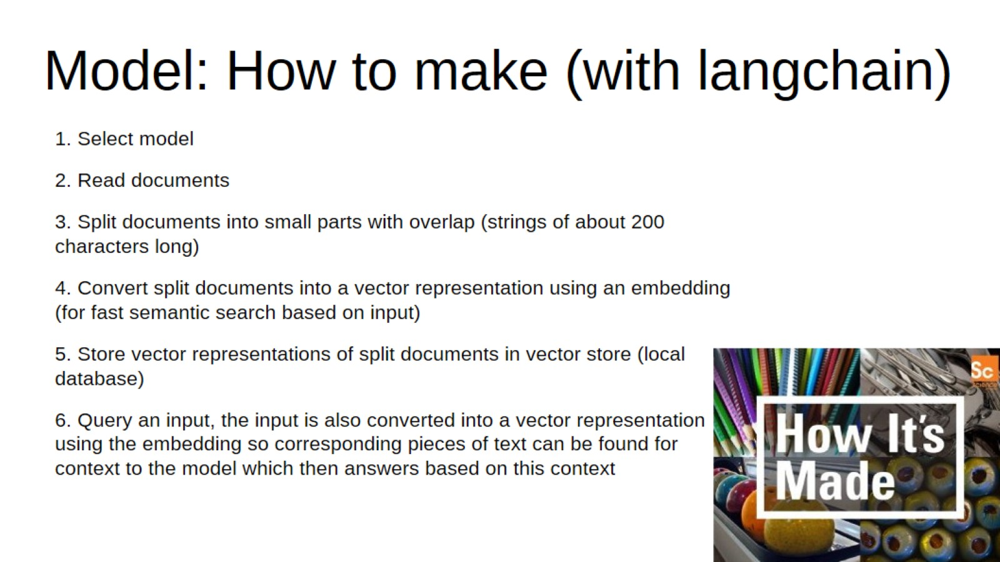 Model: How to make (with langchain)
1. Select model
2. Read documents
3. Split documents into small parts with overlap (strings of about 200
characters long)
4. Convert split documents into a vector representation using an embedding
(for fast semantic search based on input)
5. Store vector representations of split documents in vector store (local
database)
6. Query an input, the input is also converted into a vector representation
using the embedding so corresponding pieces of text can be found for
context to the model which then answers based on this context
Sc
Science
How It's
Made